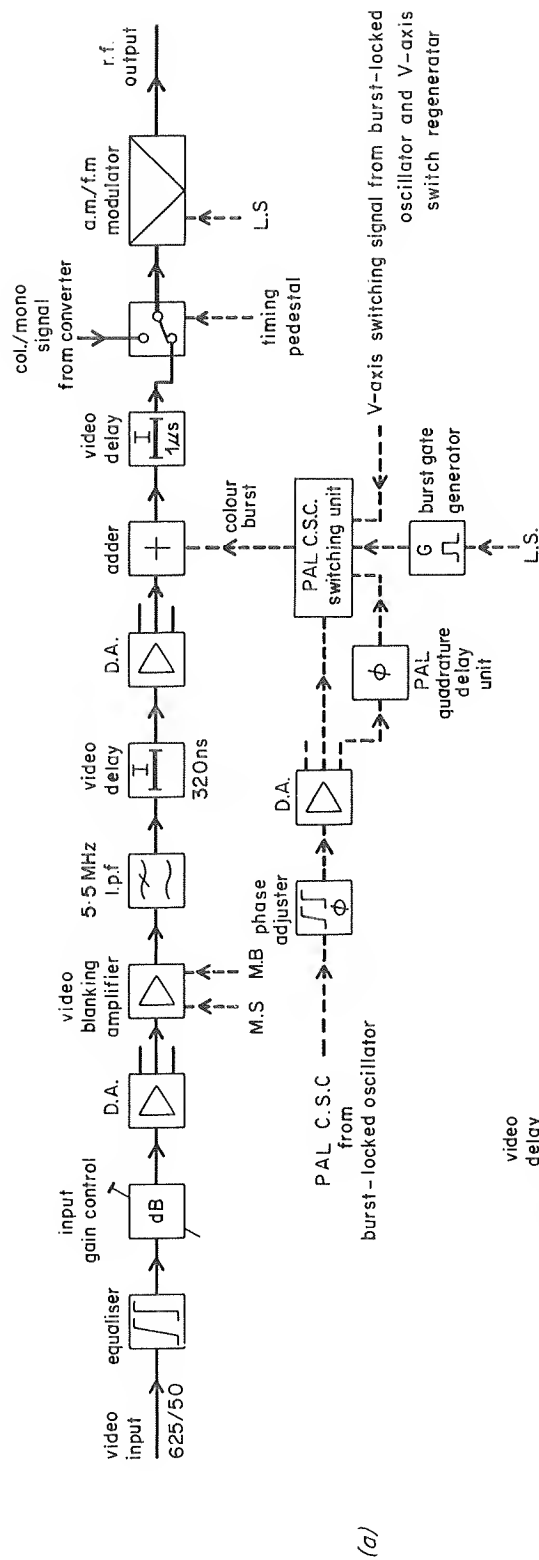 video
input
625/50
equaliser
input
gain control
dB
D.A.
video
blanking
amplifier
M.S
M.B
5·5 MHz
l.p.f
video
delay
320ns
D.A.
adder
+
video
delay
1μs
col./mono
signal
from converter
timing
pedestal
a.m./f.m
modulator
L.S
r.f.
output
colour
burst
PAL C.S.C
from
burst-locked oscillator
phase
adjuster
ϕ
D.A.
ϕ
PAL
quadrature
delay
unit
PAL C.S.C.
switching unit
G
burst gate
generator
L.S.
V-axis switching signal from burst-locked
oscillator and V-axis
switch regenerator
(a)
video
delay